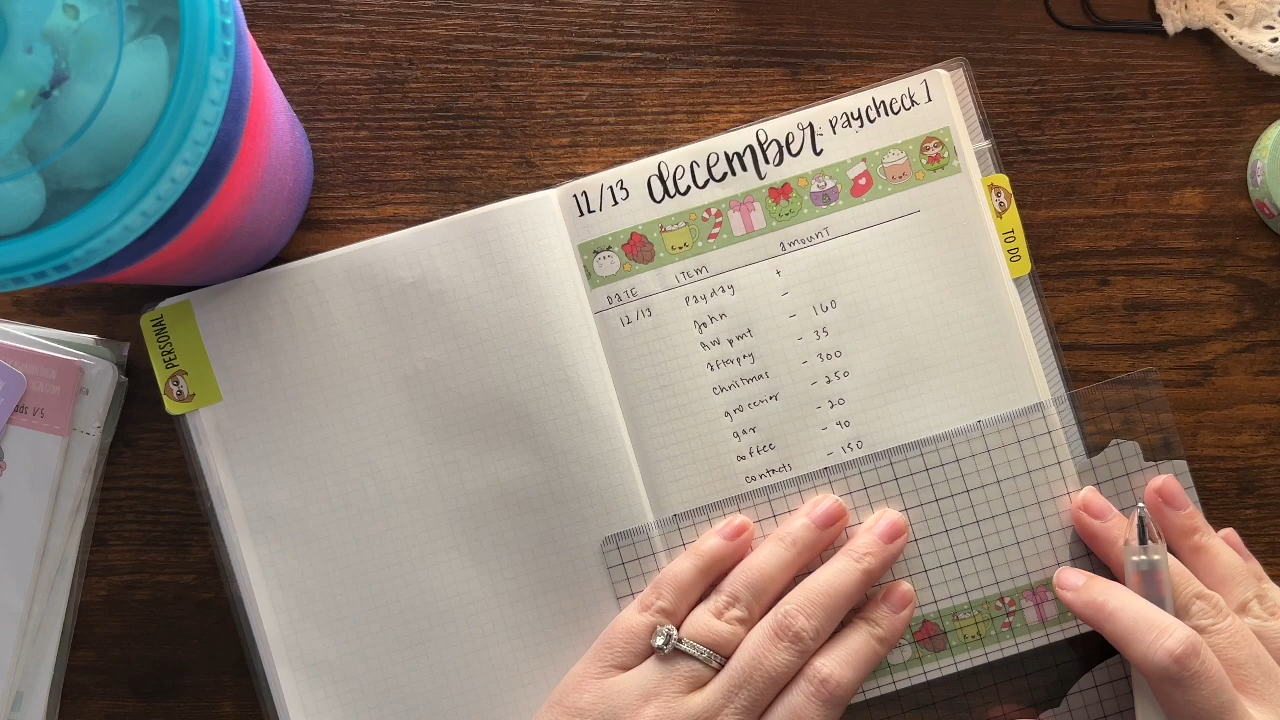 12/13 december: paycheck 1
DATE ITEM amount
12/13 payday +
John -
RW pmt - 160
afterpay - 35
christmas - 300
groceries - 250
gas - 20
coffee - 40
contacts - 150
TO DO
PERSONAL